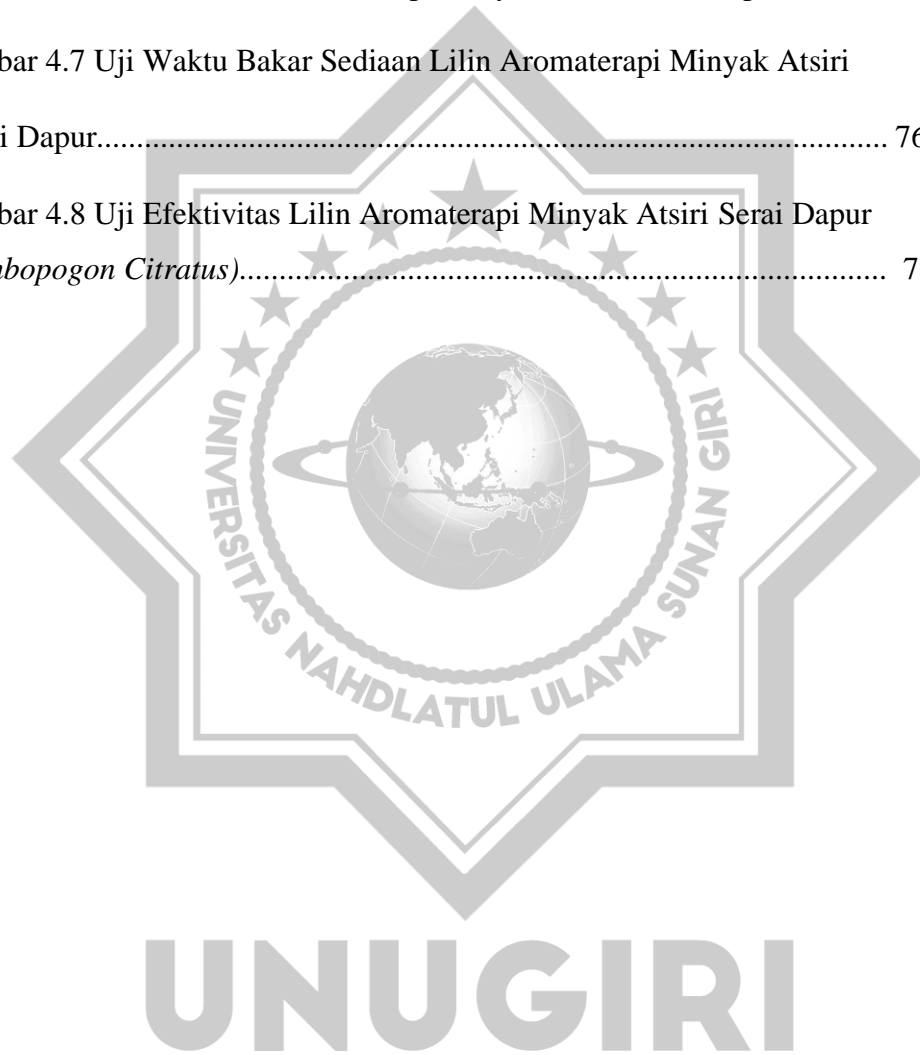 bar 4.7 Uji Waktu Bakar Sediaan Lilin Aromaterapi Minyak Atsiri
i Dapur.................................................................................................. 76
bar 4.8 Uji Efektivitas Lilin Aromaterapi Minyak Atsiri Serai Dapur
nbopogon Citratus)................................................................................ 7
UNIVERSITAS NAHDLATUL ULAMA SUNAN GIRI
UNUGIRI